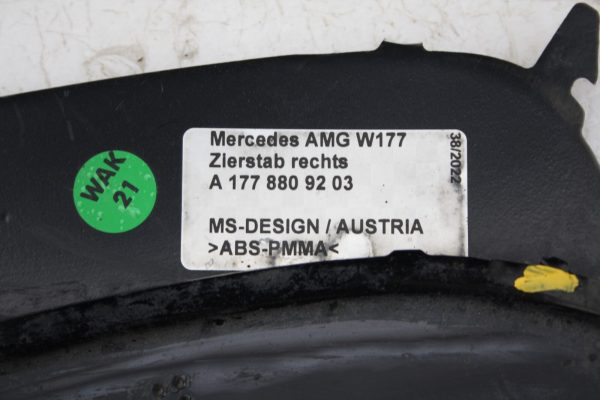 Mercedes AMG W177
Zierstab rechts
A 177 880 92 03
38/2022
MS-DESIGN / AUSTRIA
>ABS-PMMA<
WAK
21